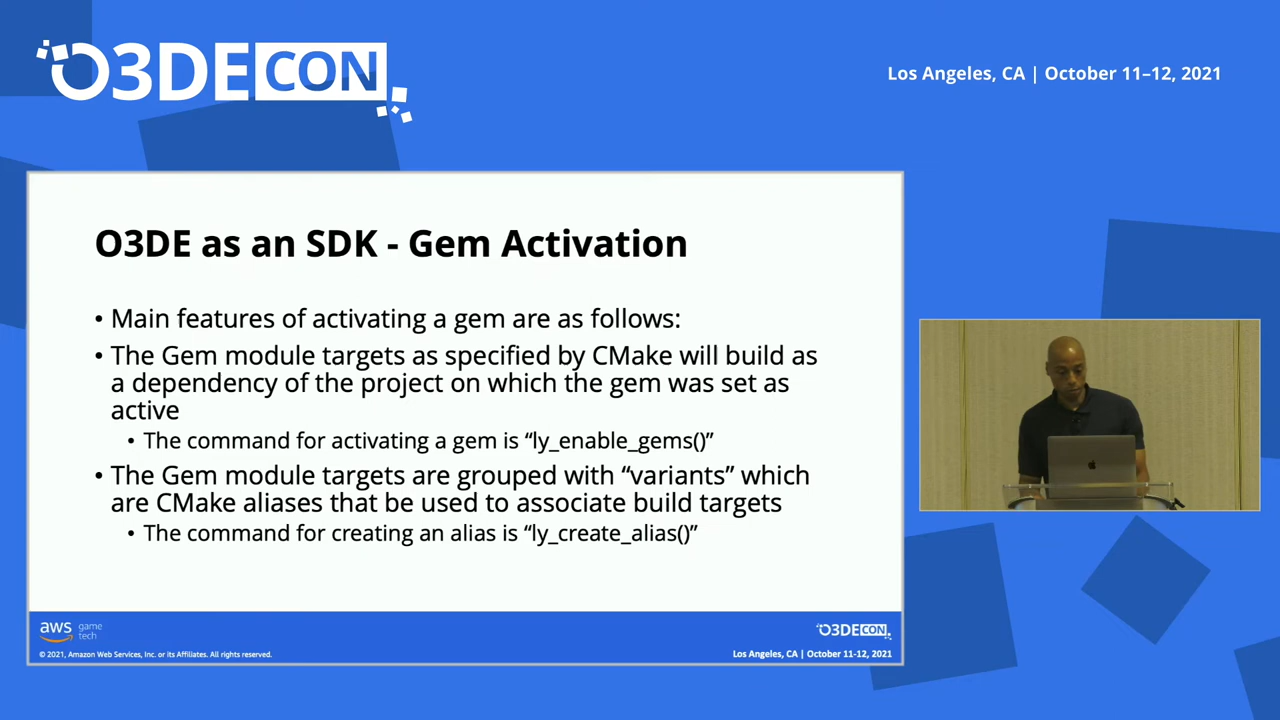 O3DECON
Los Angeles, CA | October 11–12, 2021
O3DE as an SDK - Gem Activation
• Main features of activating a gem are as follows:
• The Gem module targets as specified by CMake will build as
a dependency of the project on which the gem was set as
active
• The command for activating a gem is “ly_enable_gems()”
• The Gem module targets are grouped with “variants” which
are CMake aliases that be used to associate build targets
• The command for creating an alias is “ly_create_alias()”
aws game
tech
O3DECON
© 2021, Amazon Web Services, Inc. or its Affiliates. All rights reserved.
Los Angeles, CA | October 11-12, 2021